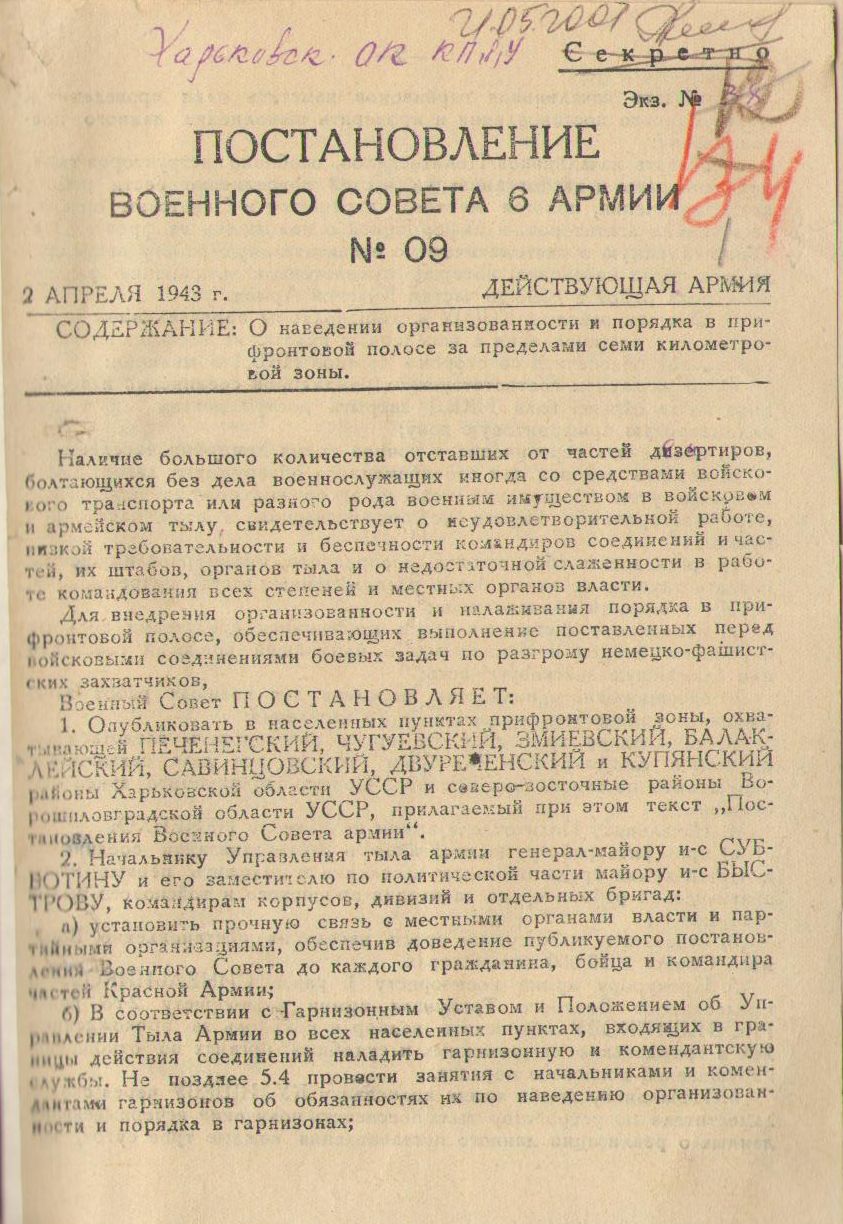 21.05.2001
Харьковск. ОК КП/б/У
Секретно
Экз. №
34
ПОСТАНОВЛЕНИЕ
ВОЕННОГО СОВЕТА 6 АРМИИ
№ 09
2 АПРЕЛЯ 1943 г. ДЕЙСТВУЮЩАЯ АРМИЯ
СОДЕРЖАНИЕ: О наведении организованности и порядка в при-
фронтовой полосе за пределами семи километро-
вой зоны.
Наличие большого количества отставших от частей дезертиров,
болтающихся без дела военнослужащих иногда со средствами войско-
вого транспорта или разного рода военным имуществом в войсковом
и армейском тылу, свидетельствует о неудовлетворительной работе,
низкой требовательности и беспечности командиров соединений и час-
тей, их штабов, органов тыла и о недостаточной слаженности в рабо-
те командования всех степеней и местных органов власти.
Для внедрения организованности и налаживания порядка в при-
фронтовой полосе, обеспечивающих выполнение поставленных перед
войсковыми соединениями боевых задач по разгрому немецко-фашист-
ских захватчиков,
Военный Совет ПОСТАНОВЛЯЕТ:
1. Опубликовать в населенных пунктах прифронтовой зоны, охва-
тывающей ПЕЧЕНЕГСКИЙ, ЧУГУЕВСКИЙ, ЗМИЕВСКИЙ, БАЛАК-
ЛЕЙСКИЙ, САВИНЦОВСКИЙ, ДВУРЕЧЕНСКИЙ и КУПЯНСКИЙ
районы Харьковской области УССР и северо-восточные районы Во-
рошиловградской области УССР, прилагаемый при этом текст „Пос-
тановления Военного Совета армии“.
2. Начальнику Управления тыла армии генерал-майору и-с СУБ-
БОТИНУ и его заместителю по политической части майору и-с БЫС-
ТРОВУ, командирам корпусов, дивизий и отдельных бригад:
а) установить прочную связь с местными органами власти и пар-
тийными организациями, обеспечив доведение публикуемого постанов-
ления Военного Совета до каждого гражданина, бойца и командира
частей Красной Армии;
б) В соответствии с Гарнизонным Уставом и Положением об Уп-
равлении Тыла Армии во всех населенных пунктах, входящих в гра-
ницы действия соединений наладить гарнизонную и комендантскую
службы. Не позднее 5.4 провести занятия с начальниками и комен-
дантами гарнизонов об обязанностях их по наведению организован-
ности и порядка в гарнизонах;